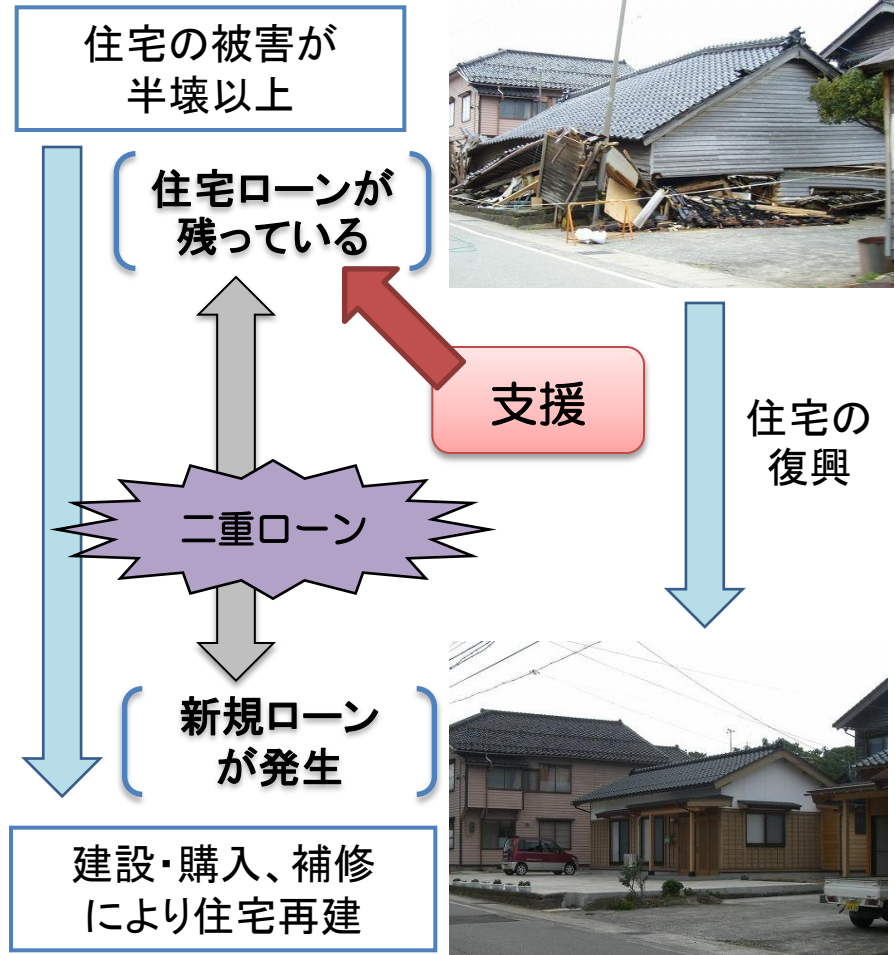 住宅の被害が
半壊以上
住宅ローンが
残っている
支援
住宅の
復興
二重ローン
新規ローン
が発生
建設・購入、補修
により住宅再建